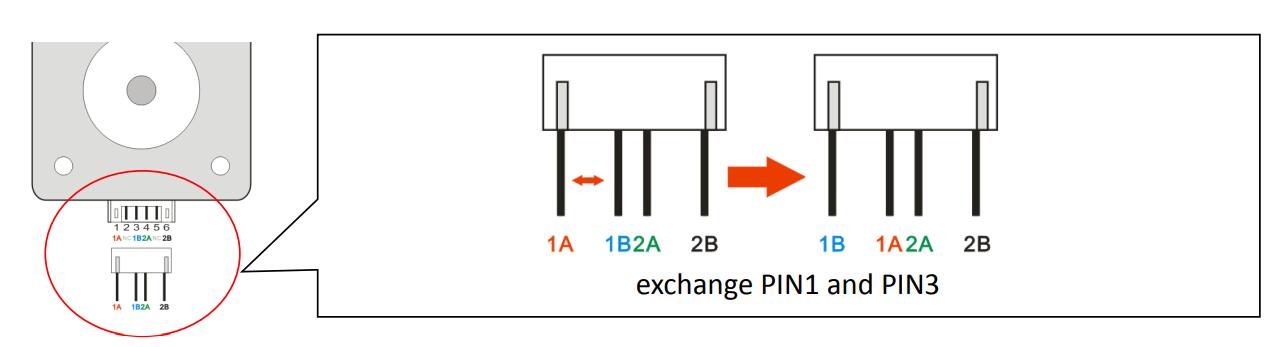 1 2 3 4 5 6
1A NC 1B 2A NC 2B
1A 1B 2A 2B
1A 1B 2A 2B
1B 1A 2A 2B
exchange PIN1 and PIN3